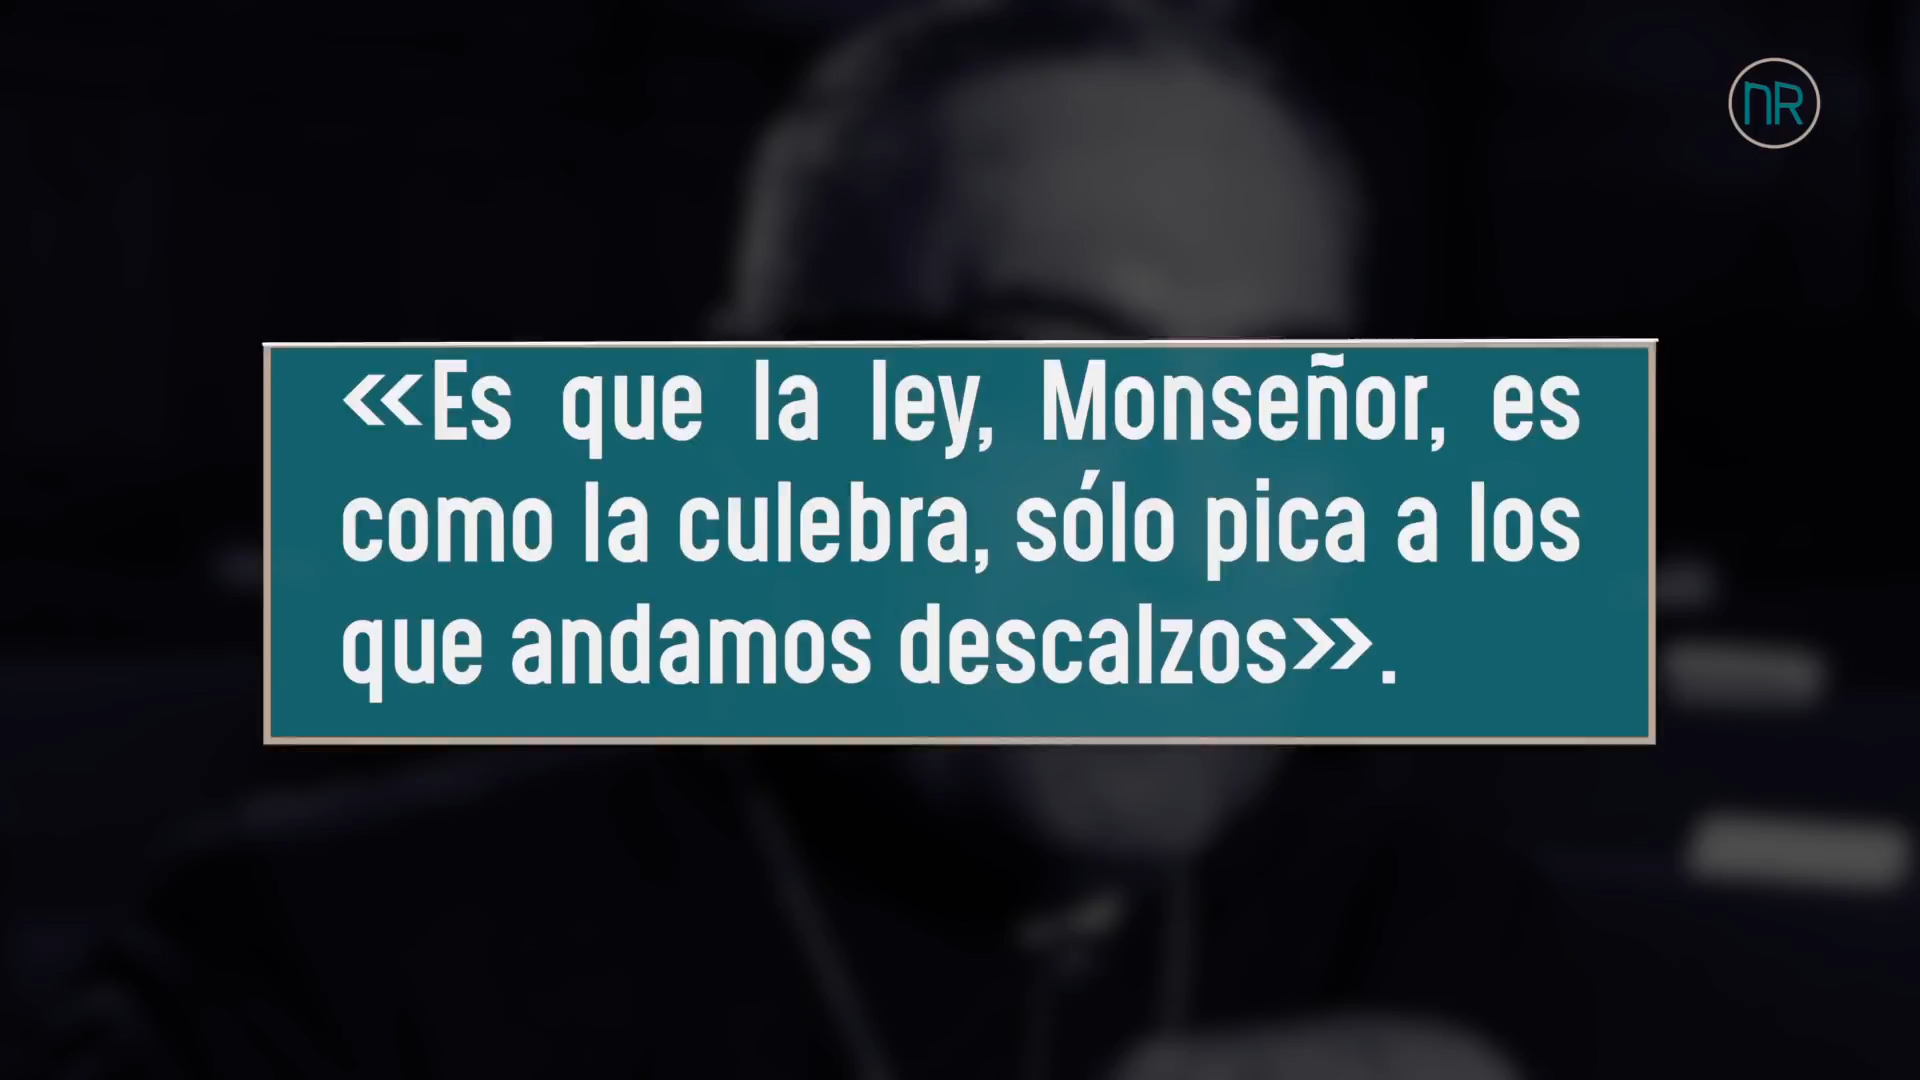 NR
«Es que la ley, Monseñor, es
como la culebra, sólo pica a los
que andamos descalzos».